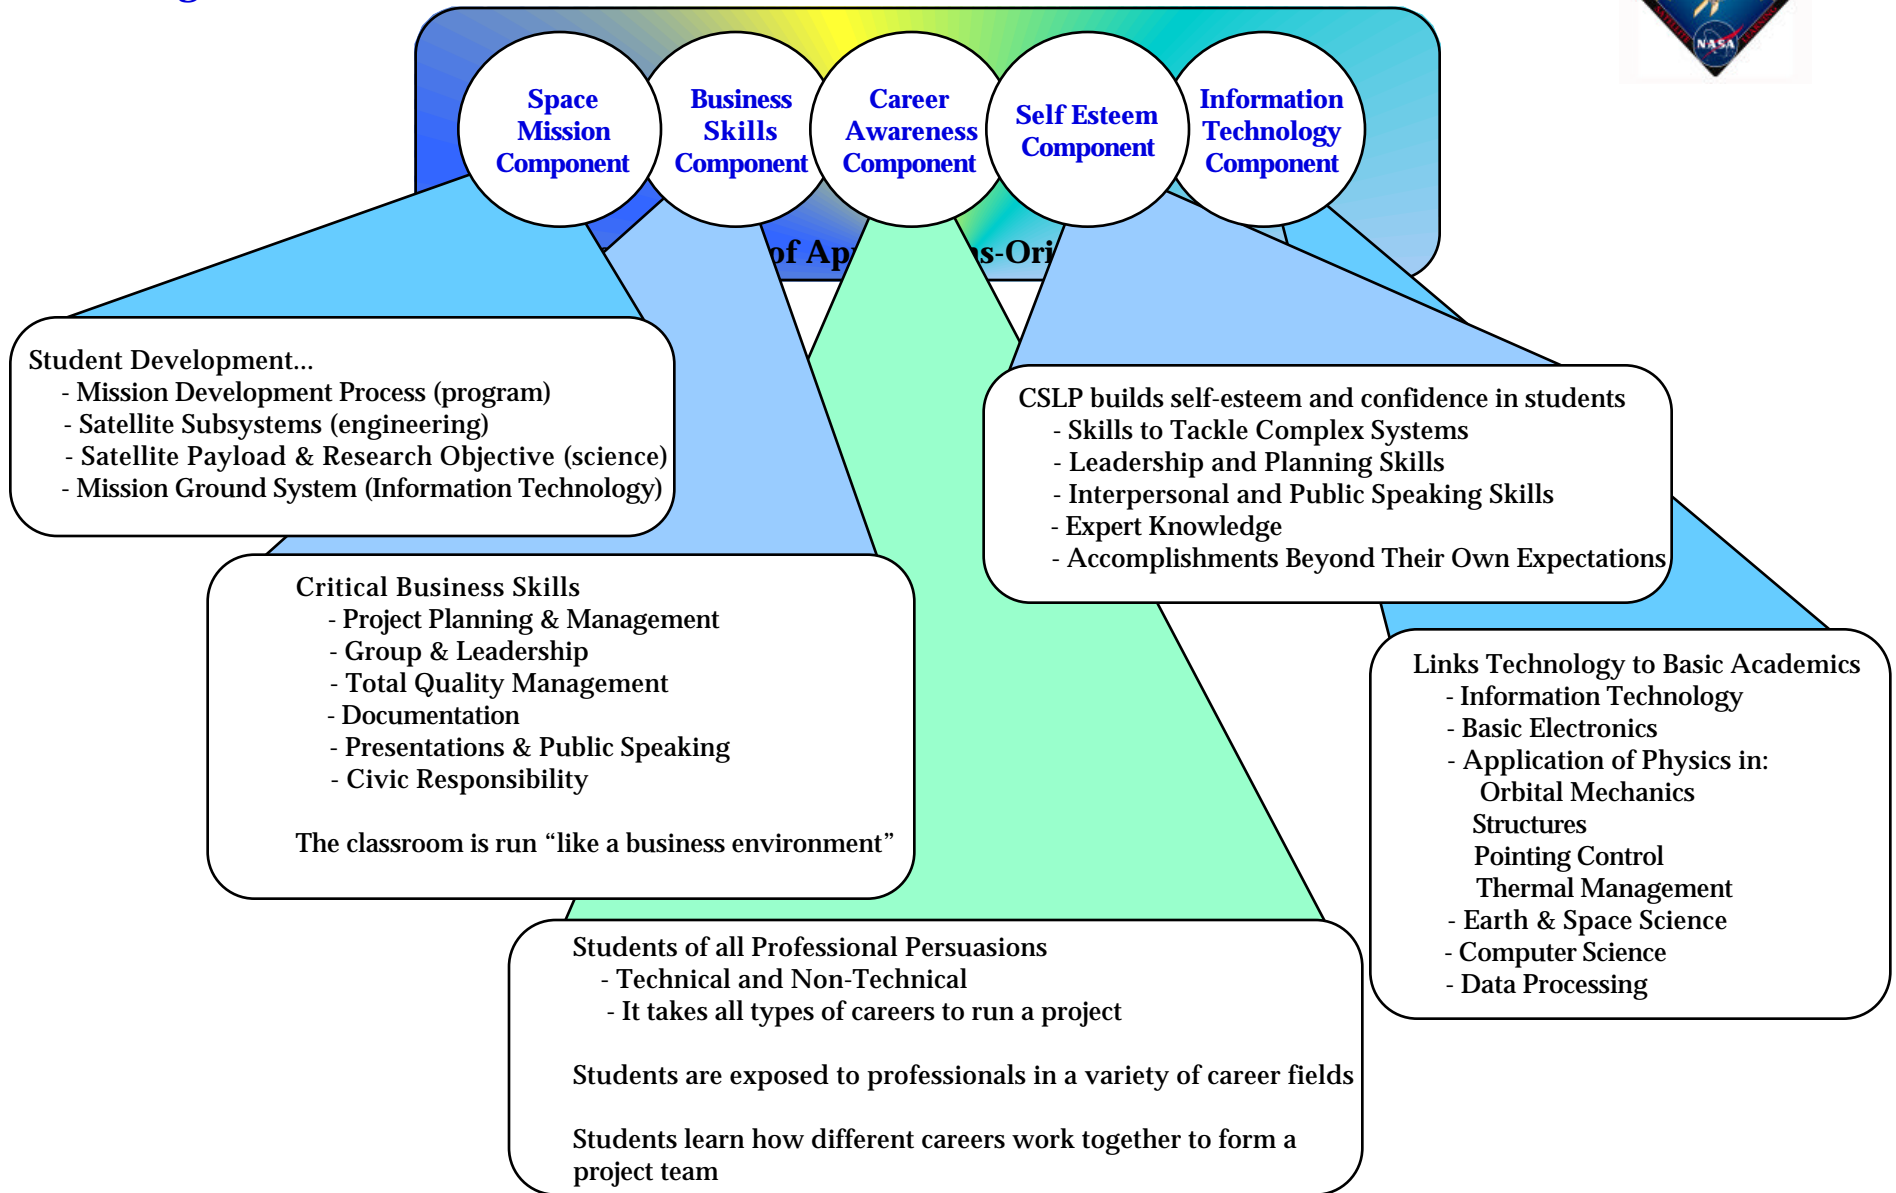 NASA
Space
Mission
Component
Business
Skills
Component
Career
Awareness
Component
Self Esteem
Component
Information
Technology
Component
of
Student Development...
- Mission Development Process (program)
- Satellite Subsystems (engineering)
- Satellite Payload & Research Objective (science)
- Mission Ground System (Information Technology)
CSLP builds self-esteem and confidence in students
- Skills to Tackle Complex Systems
- Leadership and Planning Skills
- Interpersonal and Public Speaking Skills
- Expert Knowledge
- Accomplishments Beyond Their Own Expectations
Critical Business Skills
- Project Planning & Management
- Group & Leadership
- Total Quality Management
- Documentation
- Presentations & Public Speaking
- Civic Responsibility
The classroom is run “like a business environment”
Links Technology to Basic Academics
- Information Technology
- Basic Electronics
- Application of Physics in:
Orbital Mechanics
Structures
Pointing Control
Thermal Management
- Earth & Space Science
- Computer Science
- Data Processing
Students of all Professional Persuasions
- Technical and Non-Technical
- It takes all types of careers to run a project
Students are exposed to professionals in a variety of career fields
Students learn how different careers work together to form a
project team